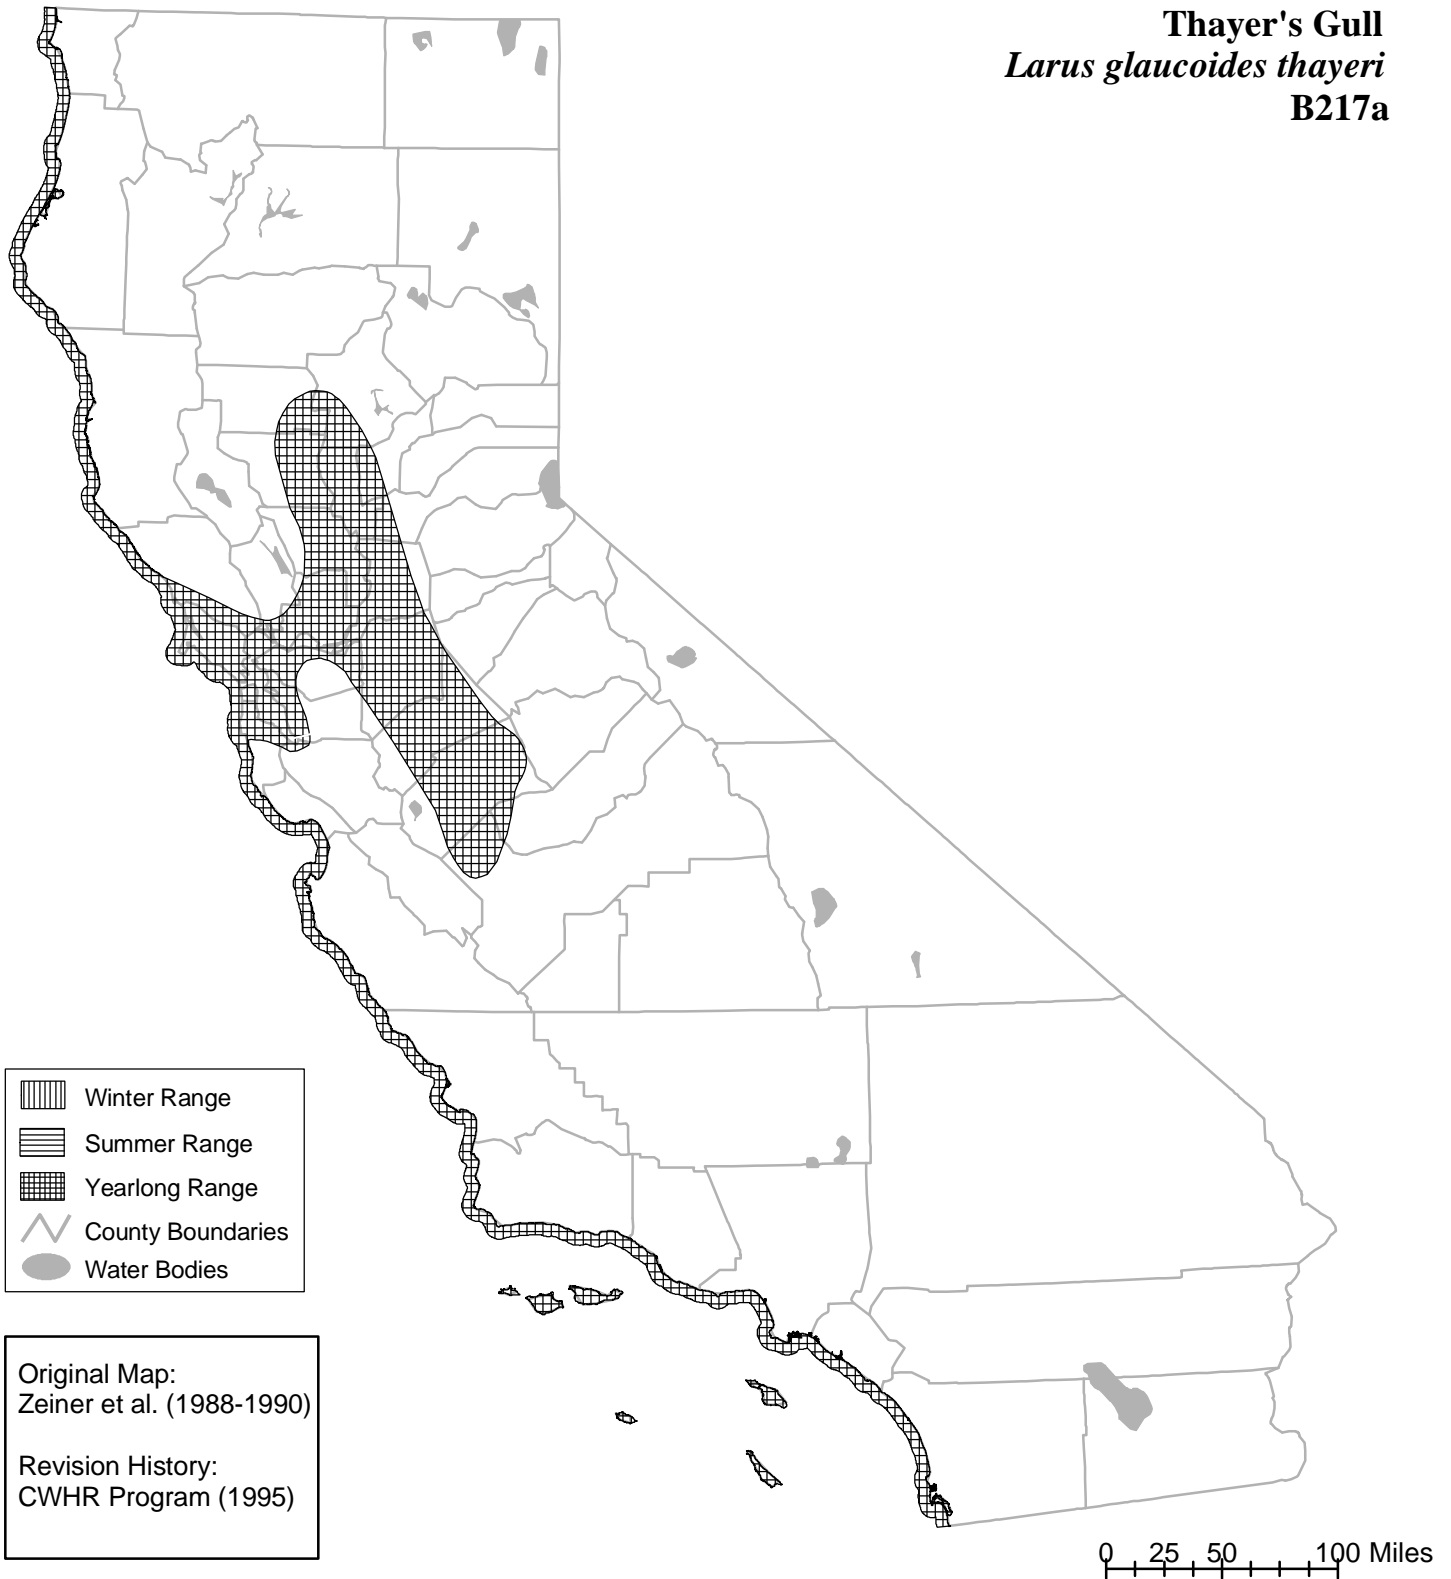 Thayer's Gull
Larus glaucoides thayeri
B217a
Winter Range
Summer Range
Yearlong Range
County Boundaries
Water Bodies
Original Map:
Zeiner et al. (1988-1990)
Revision History:
CWHR Program (1995)
0 25 50 100 Miles